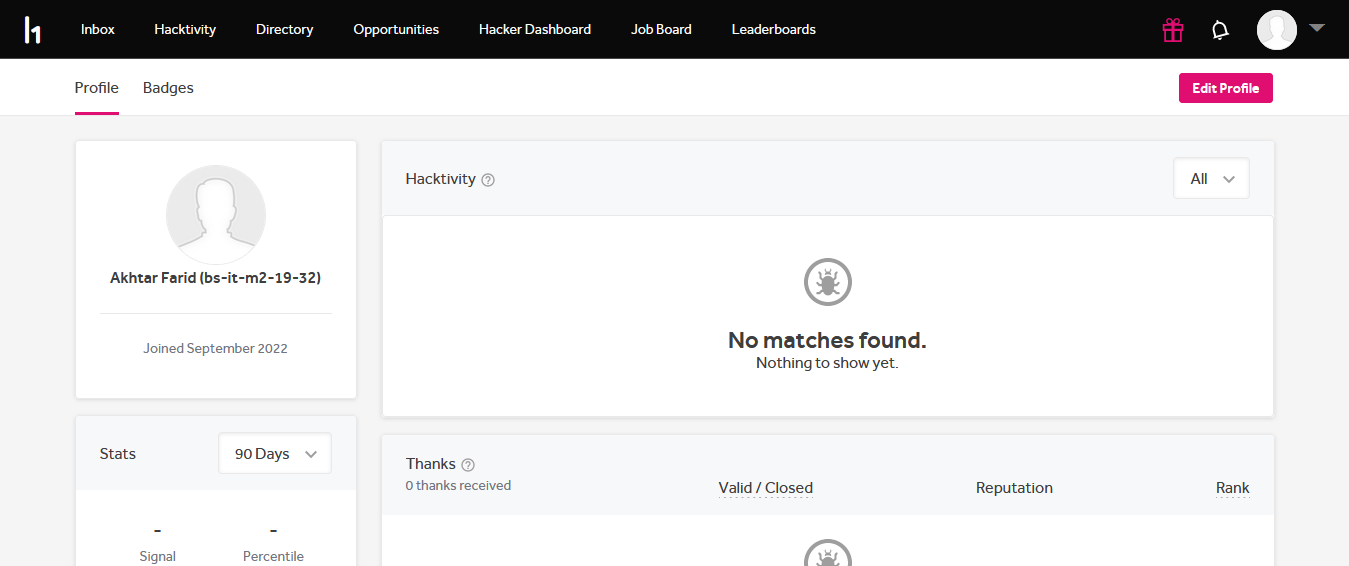 h1 Inbox Hacktivity Directory Opportunities Hacker Dashboard Job Board Leaderboards
Profile Badges Edit Profile
Akhtar Farid (bs-it-m2-19-32)
Joined September 2022
Stats 90 Days
- -
Signal Percentile
Hacktivity ? All
No matches found.
Nothing to show yet.
Thanks ?
0 thanks received
Valid / Closed Reputation Rank